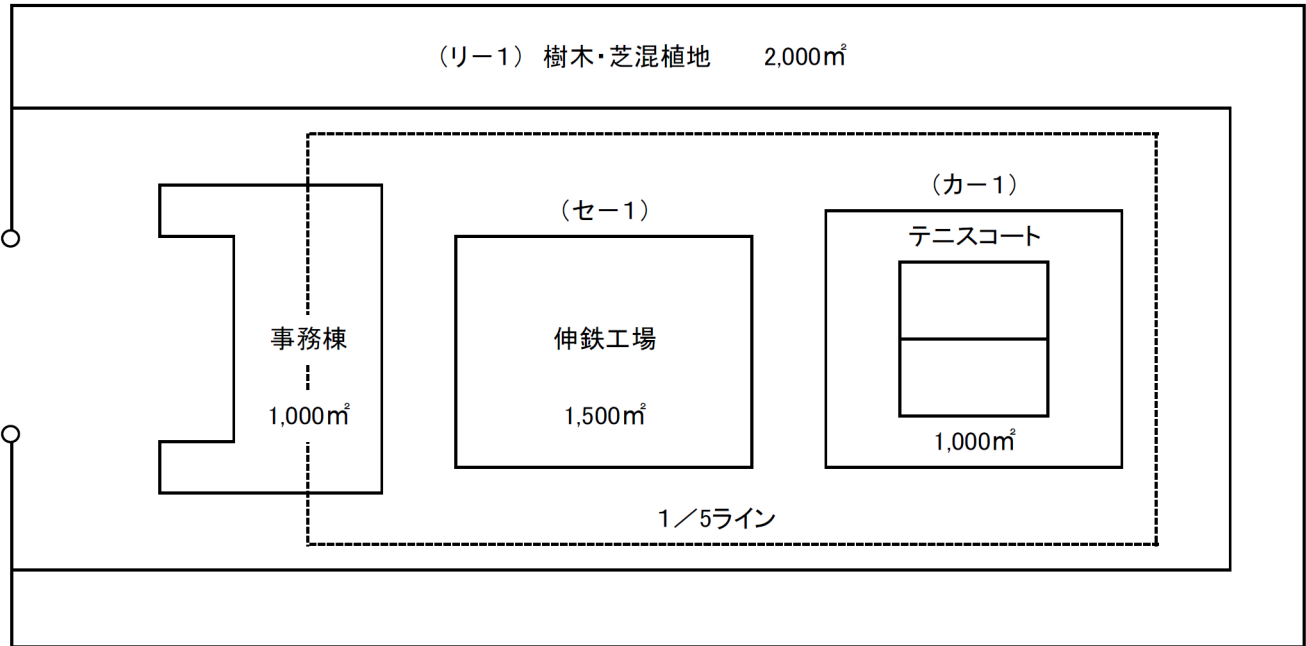 （リー１） 樹木・芝混植地　　2,000㎡
（カー１）
（セー１）
テニスコート
事務棟
伸鉄工場
1,000㎡
1,500㎡
1,000㎡
１／５ライン